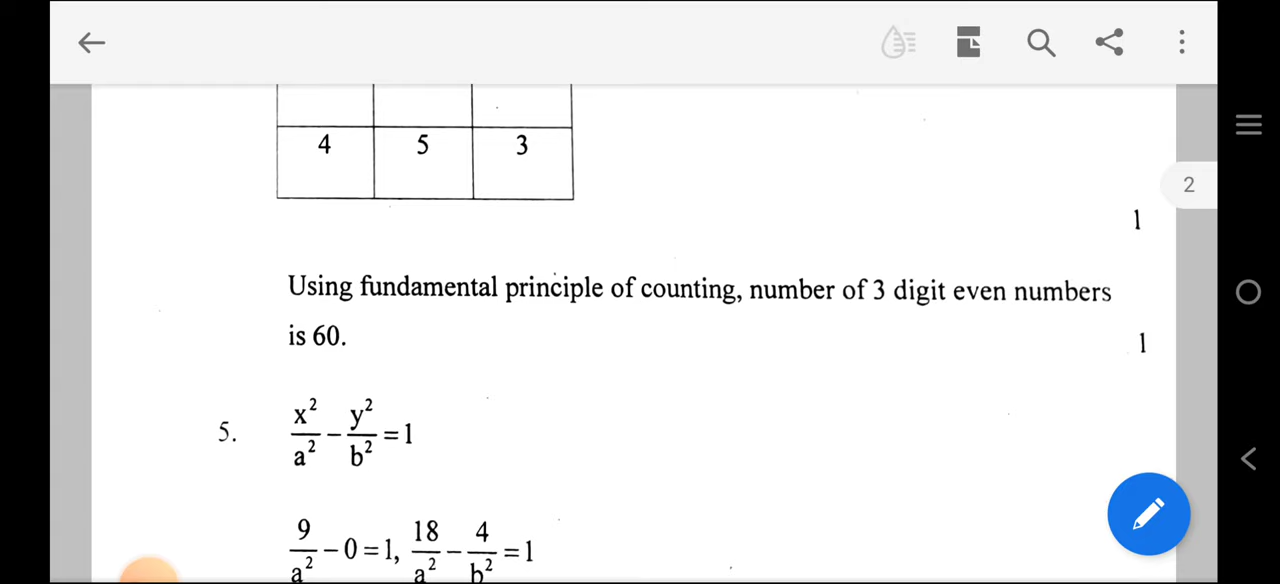 2
4 5 3
1
Using fundamental principle of counting, number of 3 digit even numbers
is 60.
1
5. x²/a² − y²/b² = 1
9/a² − 0 = 1, 18/a² − 4/b² = 1